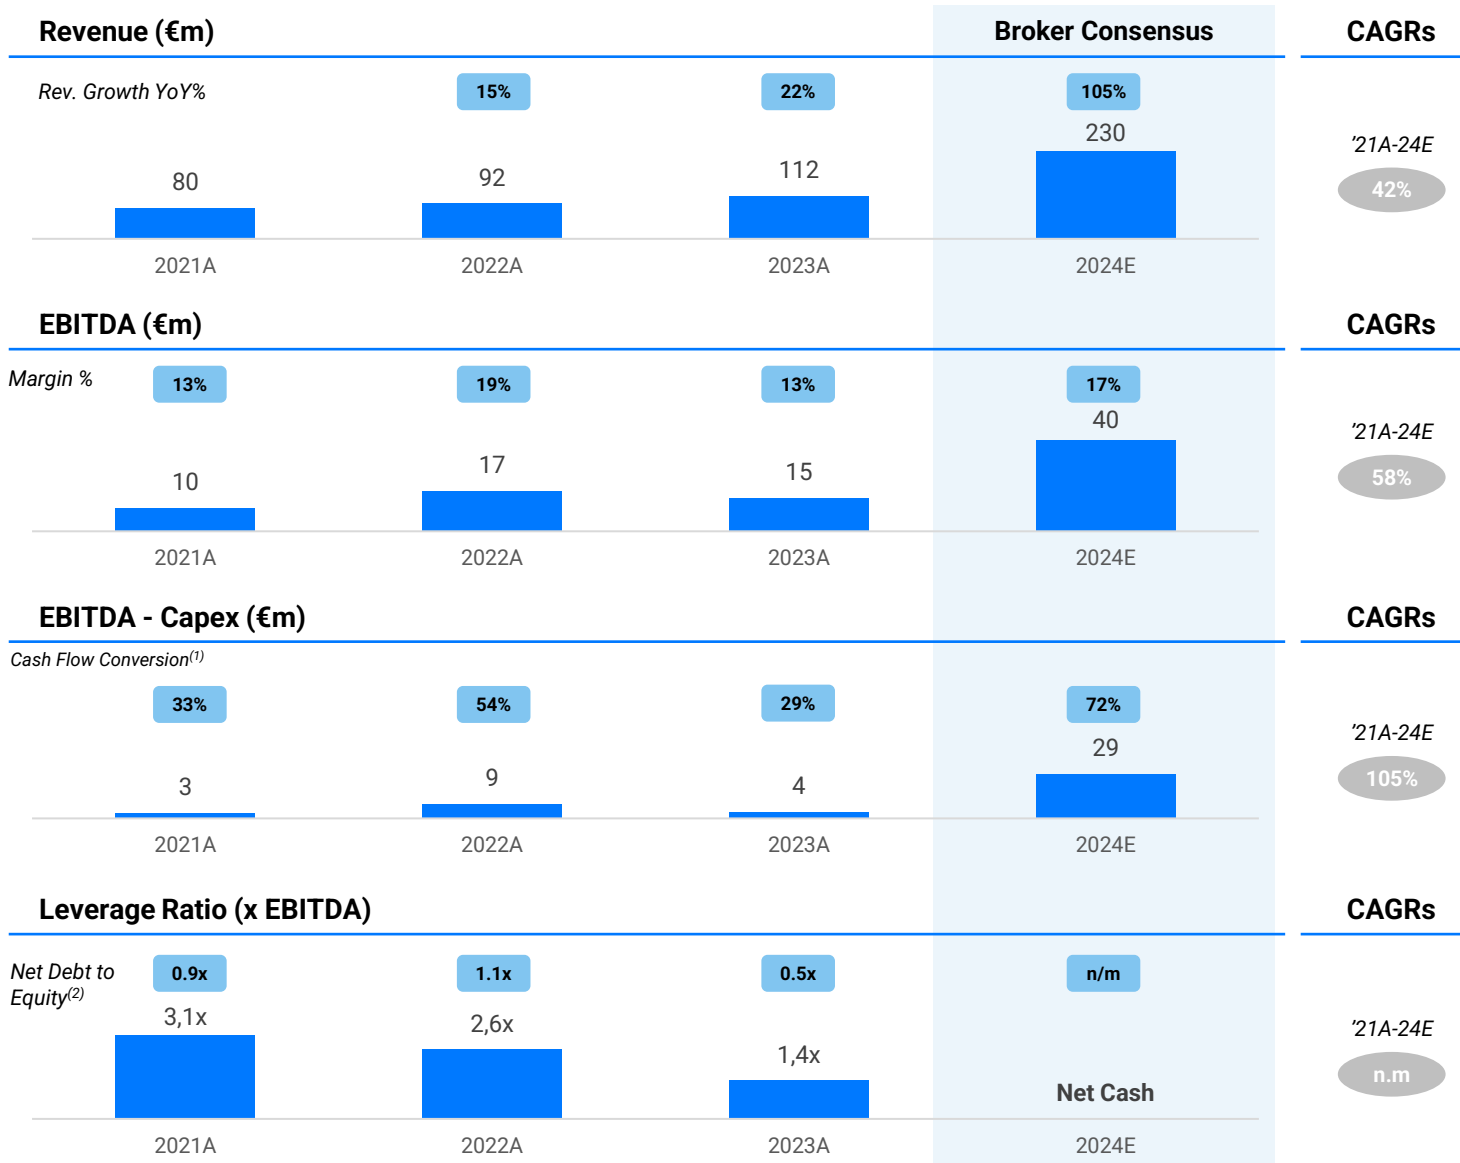 Revenue (€m)
Broker Consensus
CAGRs
Rev. Growth YoY%
15%
22%
105%
80
92
112
230
'21A-24E
42%
2021A
2022A
2023A
2024E
EBITDA (€m)
CAGRs
Margin %
13%
19%
13%
17%
10
17
15
40
'21A-24E
58%
2021A
2022A
2023A
2024E
EBITDA - Capex (€m)
CAGRs
Cash Flow Conversion(1)
33%
54%
29%
72%
3
9
4
29
'21A-24E
105%
2021A
2022A
2023A
2024E
Leverage Ratio (x EBITDA)
CAGRs
Net Debt to
Equity(2)
0.9x
1.1x
0.5x
n/m
3,1x
2,6x
1,4x
Net Cash
'21A-24E
n.m
2021A
2022A
2023A
2024E